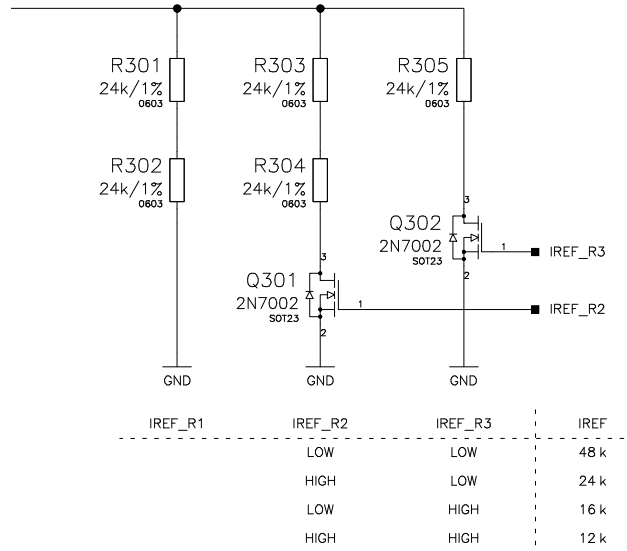 R301
24k/1%
0603
R303
24k/1%
0603
R305
24k/1%
0603
R302
24k/1%
0603
R304
24k/1%
0603
3
Q302
2N7002
SOT23
1
IREF_R3
2
3
Q301
2N7002
SOT23
1
IREF_R2
2
GND GND GND
IREF_R1 IREF_R2 IREF_R3 IREF
LOW LOW 48 k
HIGH LOW 24 k
LOW HIGH 16 k
HIGH HIGH 12 k